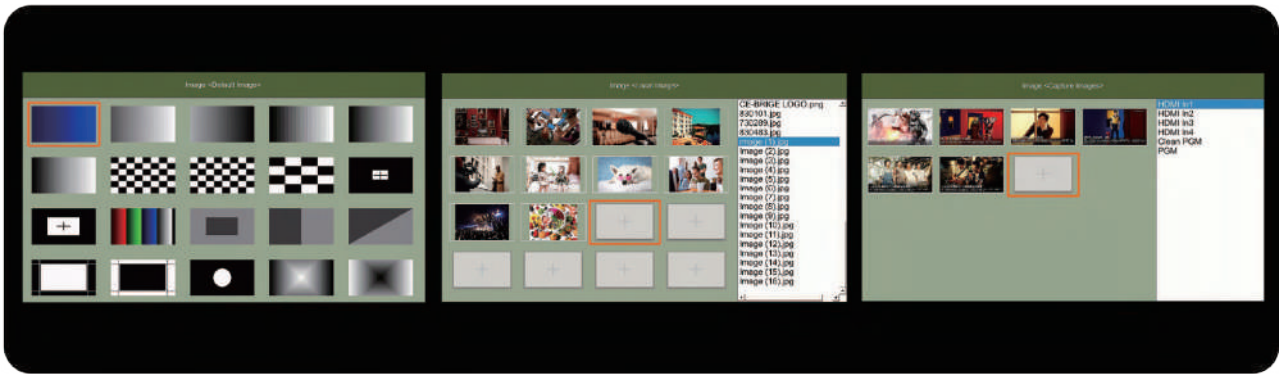 Image <Default Image>
Image <Local Image>
CE-BRIGE LOGO.png
830101.jpg
730289.jpg
830483.jpg
Image (1).jpg
Image (2).jpg
Image (3).jpg
Image (4).jpg
Image (5).jpg
Image (6).jpg
Image (7).jpg
Image (8).jpg
Image (9).jpg
Image (10).jpg
Image (11).jpg
Image (12).jpg
Image (13).jpg
Image (14).jpg
Image (15).jpg
Image (16).jpg
Image <Capture Images>
HDMI In1
HDMI In2
HDMI In3
HDMI In4
Clean PGM
PGM